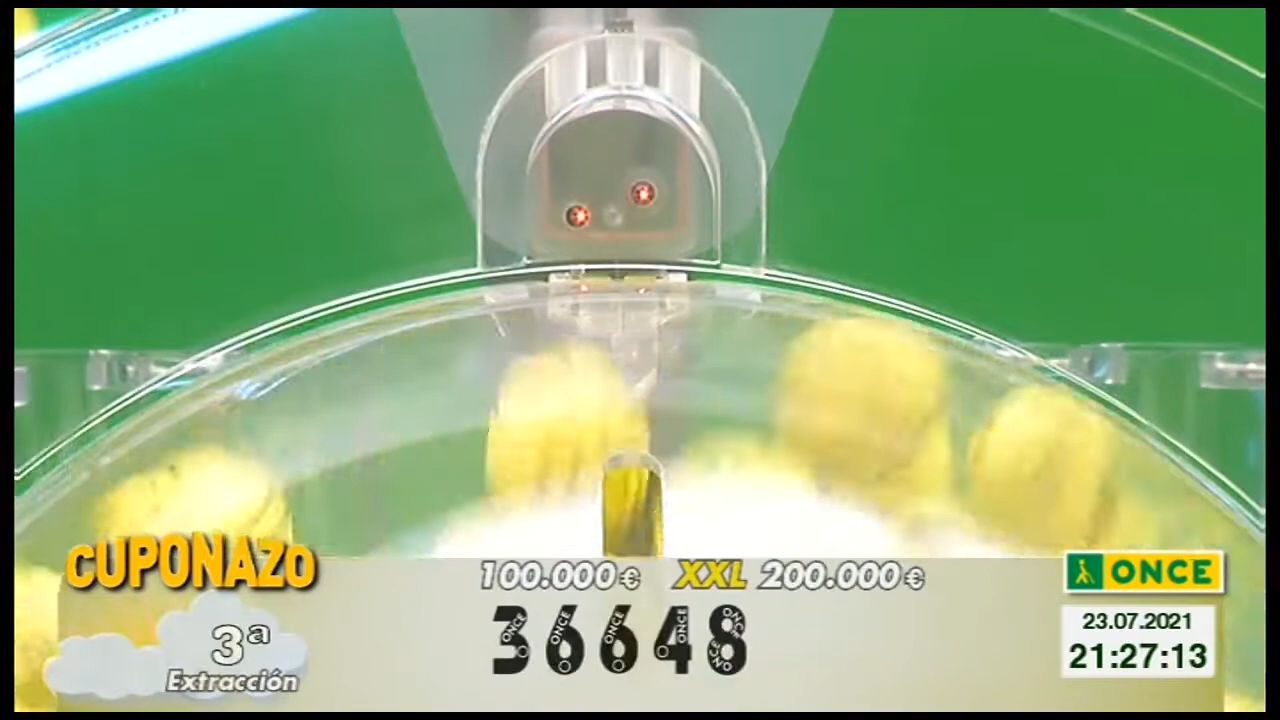 CUPONAZO
3ª
Extracción
100.000€ XXL 200.000€
36648
ONCE
23.07.2021
21:27:13